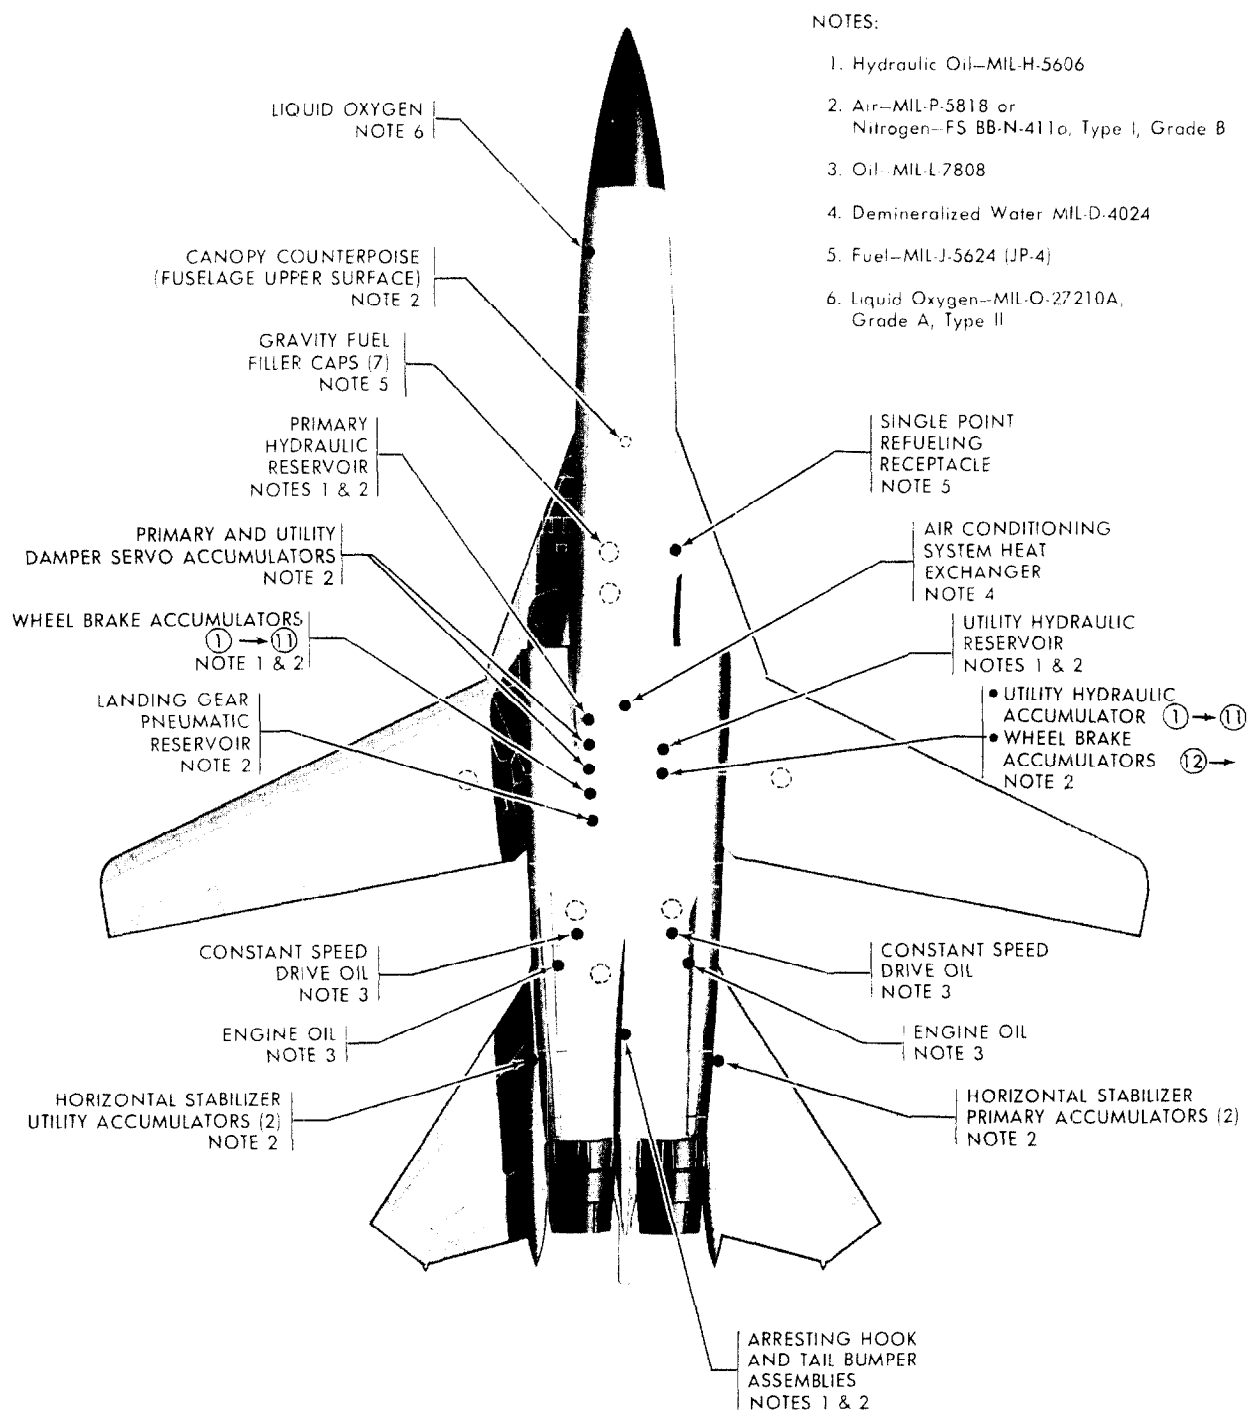 NOTES:
1. Hydraulic Oil—MIL-H-5606
2. Air—MIL-P-5818 or
Nitrogen—FS BB-N-411a, Type I, Grade B
3. Oil—MIL-L-7808
4. Demineralized Water MIL-D-4024
5. Fuel—MIL-J-5624 (JP-4)
6. Liquid Oxygen—MIL-O-27210A,
Grade A, Type II
LIQUID OXYGEN
NOTE 6
CANOPY COUNTERPOISE
(FUSELAGE UPPER SURFACE)
NOTE 2
GRAVITY FUEL
FILLER CAPS (7)
NOTE 5
PRIMARY
HYDRAULIC
RESERVOIR
NOTES 1 & 2
PRIMARY AND UTILITY
DAMPER SERVO ACCUMULATORS
NOTE 2
WHEEL BRAKE ACCUMULATORS
① → ⑪
NOTE 1 & 2
LANDING GEAR
PNEUMATIC
RESERVOIR
NOTE 2
CONSTANT SPEED
DRIVE OIL
NOTE 3
ENGINE OIL
NOTE 3
HORIZONTAL STABILIZER
UTILITY ACCUMULATORS (2)
NOTE 2
SINGLE POINT
REFUELING
RECEPTACLE
NOTE 5
AIR CONDITIONING
SYSTEM HEAT
EXCHANGER
NOTE 4
UTILITY HYDRAULIC
RESERVOIR
NOTES 1 & 2
● UTILITY HYDRAULIC
ACCUMULATOR ① → ⑪
● WHEEL BRAKE
ACCUMULATORS ⑫ →
NOTE 2
CONSTANT SPEED
DRIVE OIL
NOTE 3
ENGINE OIL
NOTE 3
HORIZONTAL STABILIZER
PRIMARY ACCUMULATORS (2)
NOTE 2
ARRESTING HOOK
AND TAIL BUMPER
ASSEMBLIES
NOTES 1 & 2